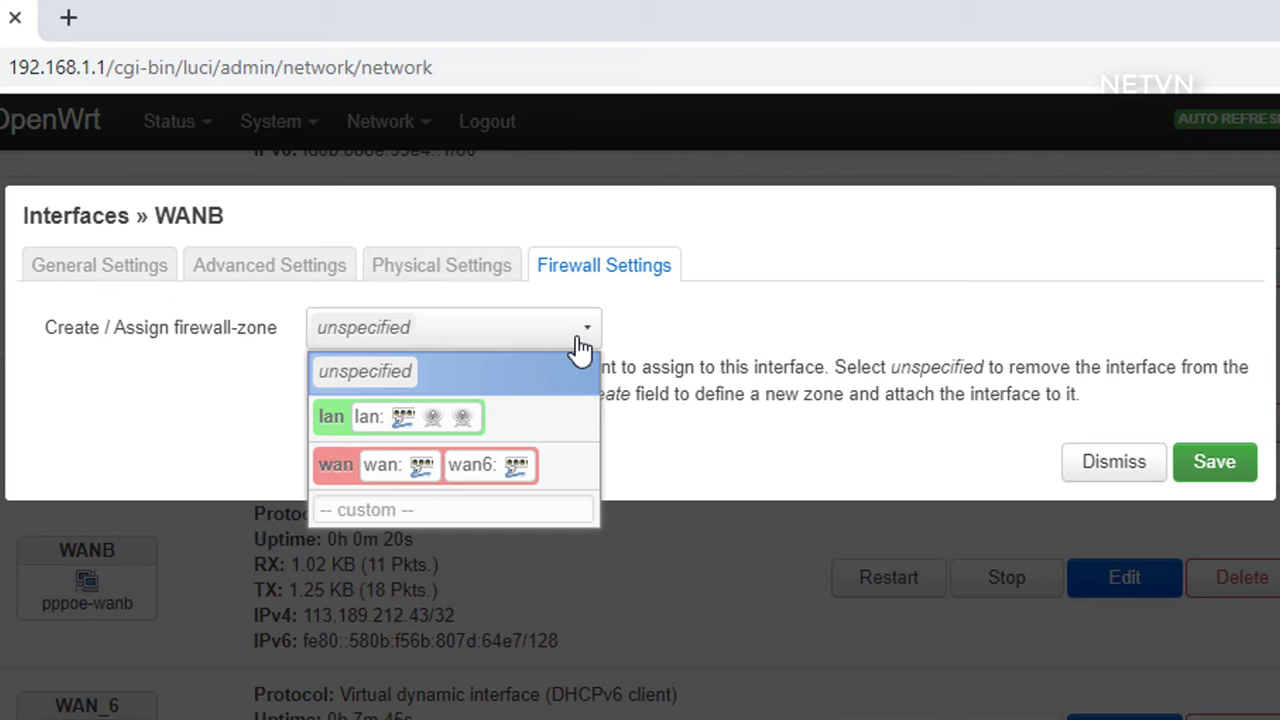 192.168.1.1/cgi-bin/luci/admin/network/network
NETVN
OpenWrt Status System Network Logout AUTO REFRES
Interfaces » WANB
General Settings Advanced Settings Physical Settings Firewall Settings
Create / Assign firewall-zone unspecified
unspecified
nt to assign to this interface. Select unspecified to remove the interface from the
eate field to define a new zone and attach the interface to it.
lan lan:
wan wan: wan6:
-- custom --
Dismiss Save
WANB
pppoe-wanb
Protoc
Uptime: 0h 0m 20s
RX: 1.02 KB (11 Pkts.)
TX: 1.25 KB (18 Pkts.)
IPv4: 113.189.212.43/32
IPv6: fe80::580b:f56b:807d:64e7/128
Restart Stop Edit Delete
WAN_6
Protocol: Virtual dynamic interface (DHCPv6 client)